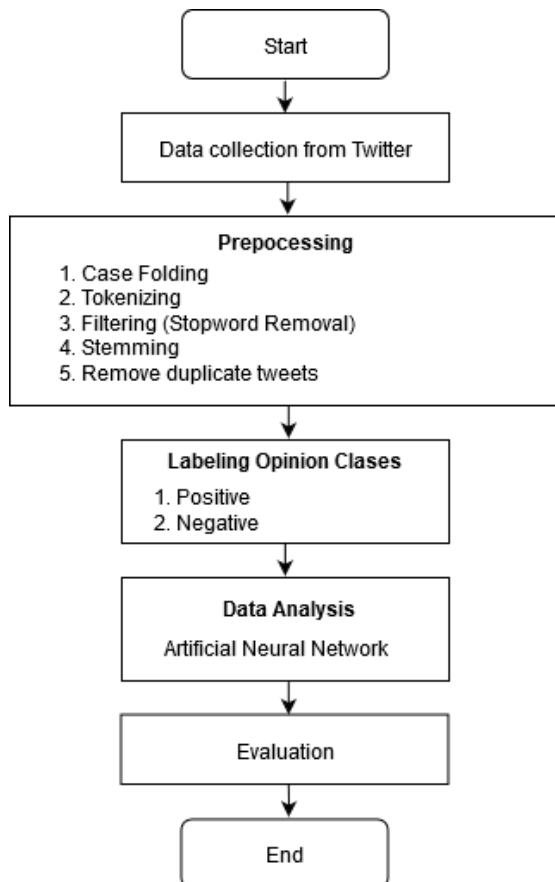 Start
Data collection from Twitter
Prepocessing
1. Case Folding
2. Tokenizing
3. Filtering (Stopword Removal)
4. Stemming
5. Remove duplicate tweets
Labeling Opinion Clases
1. Positive
2. Negative
Data Analysis
Artificial Neural Network
Evaluation
End